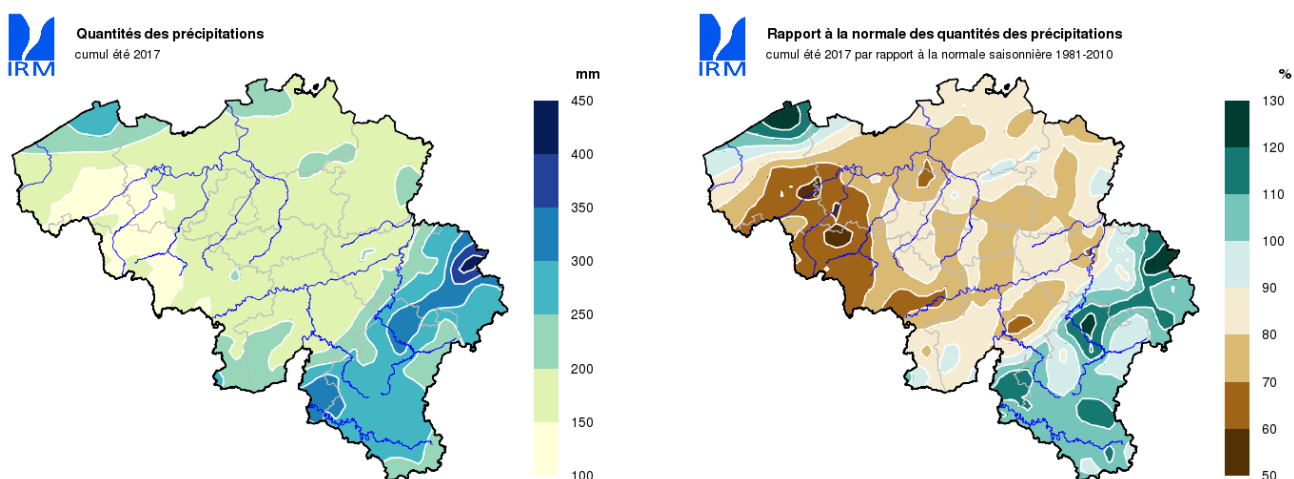 IRM
Quantités des précipitations
cumul été 2017
mm
450
400
350
300
250
200
150
100
IRM
Rapport à la normale des quantités des précipitations
cumul été 2017 par rapport à la normale saisonnière 1981-2010
%
130
120
110
100
90
80
70
60
50